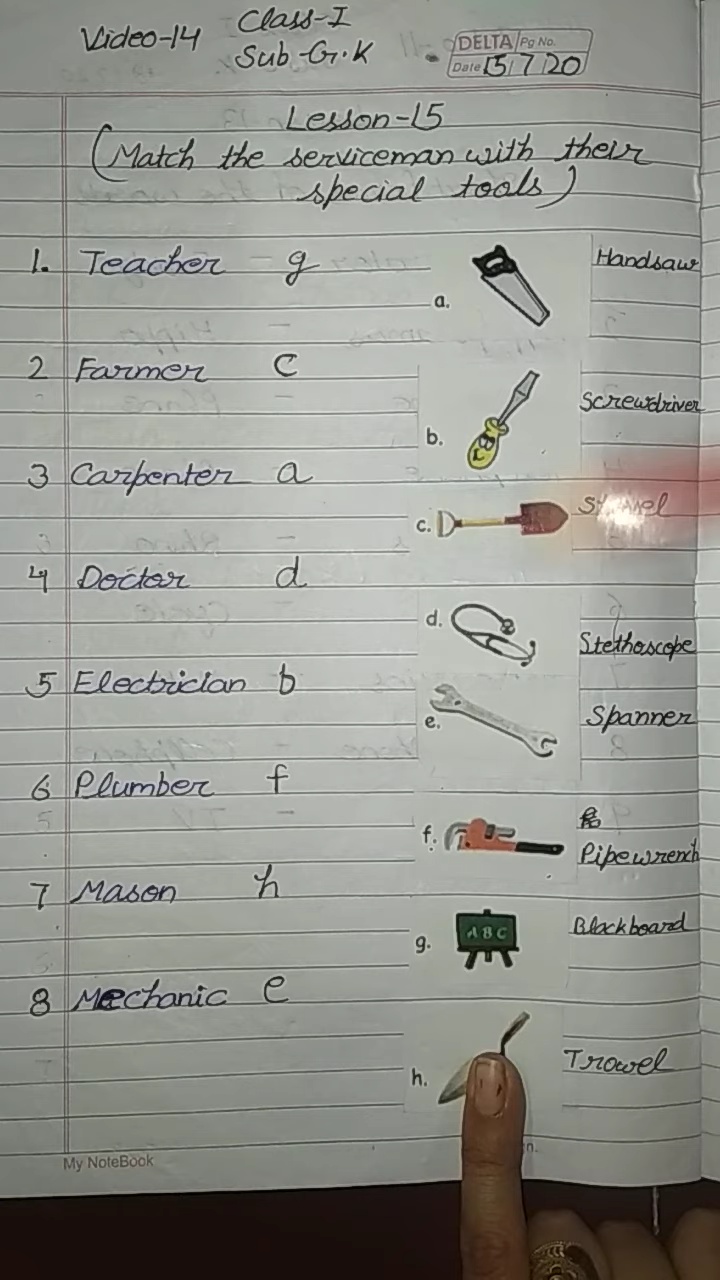 Video-14 Class-I
Sub-G.K
DELTA Pg No.
Date 15/7/20
Lesson-15
(Match the serviceman with their
special tools)
1. Teacher - g
a. Handsaw
2 Farmer c
b. Screwdriver
3 Carpenter a
c.
4 Doctor d
d. Stethoscope
5 Electrician b
e. Spanner
6 Plumber f
f. Pipewrench
7 Mason h
g. ABC Blackboard
8 Mechanic e
h. Trowel
My NoteBook